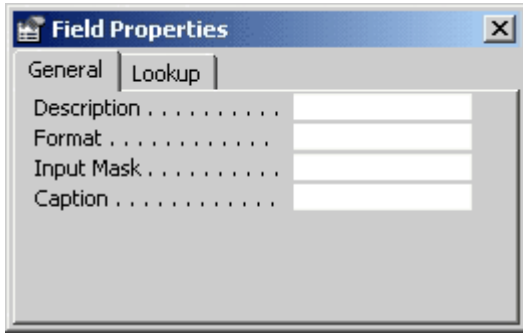 Field Properties
General Lookup
Description . . . . . . . . . .
Format . . . . . . . . . . . .
Input Mask . . . . . . . . . .
Caption . . . . . . . . . . . .